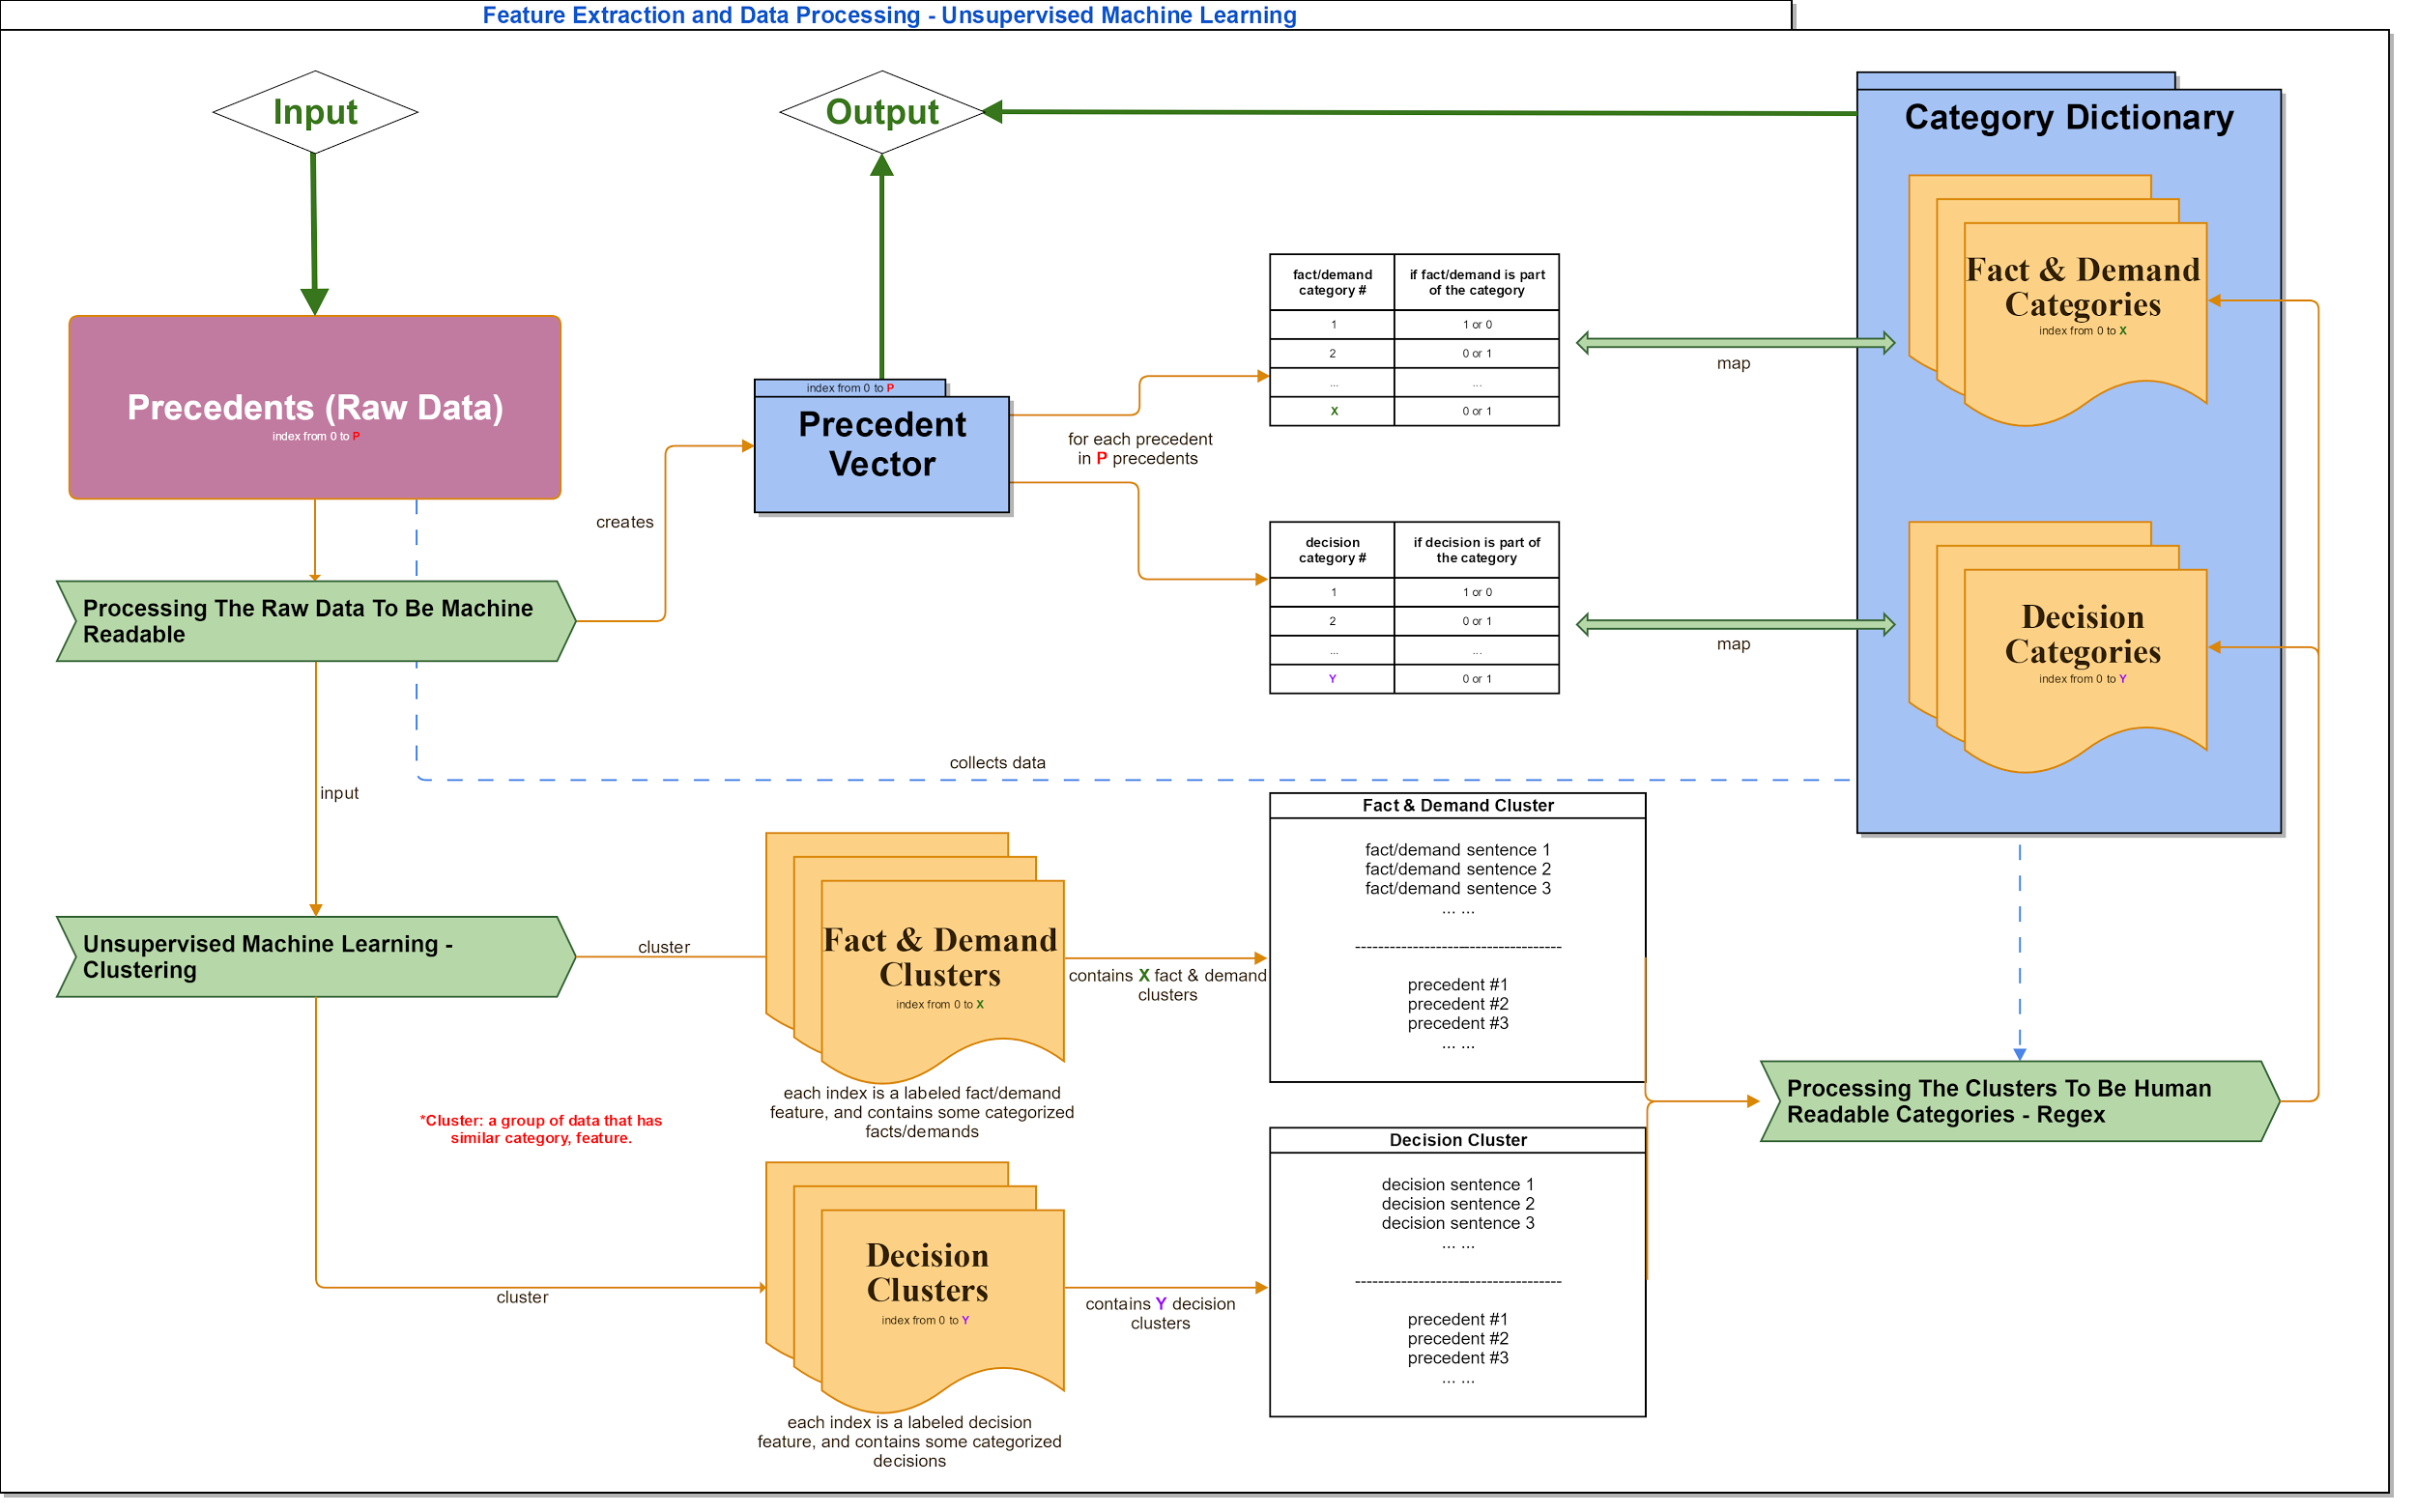 Feature Extraction and Data Processing - Unsupervised Machine Learning
Input
Output
Category Dictionary
Fact & Demand
Categories
index from 0 to X
fact/demand
category #
if fact/demand is part
of the category
1
1 or 0
2
0 or 1
...
...
X
0 or 1
map
Precedents (Raw Data)
index from 0 to P
index from 0 to P
Precedent
Vector
for each precedent
in P precedents
creates
decision
category #
if decision is part of
the category
1
1 or 0
2
0 or 1
...
...
Y
0 or 1
map
Decision
Categories
index from 0 to Y
Processing The Raw Data To Be Machine
Readable
collects data
input
Fact & Demand Cluster
fact/demand sentence 1
fact/demand sentence 2
fact/demand sentence 3
... ...
------------------------------------
precedent #1
precedent #2
precedent #3
... ...
Unsupervised Machine Learning -
Clustering
cluster
Fact & Demand
Clusters
index from 0 to X
contains X fact & demand
clusters
each index is a labeled fact/demand
feature, and contains some categorized
facts/demands
*Cluster: a group of data that has
similar category, feature.
Processing The Clusters To Be Human
Readable Categories - Regex
Decision Cluster
decision sentence 1
decision sentence 2
decision sentence 3
... ...
------------------------------------
precedent #1
precedent #2
precedent #3
... ...
cluster
Decision
Clusters
index from 0 to Y
contains Y decision
clusters
each index is a labeled decision
feature, and contains some categorized
decisions